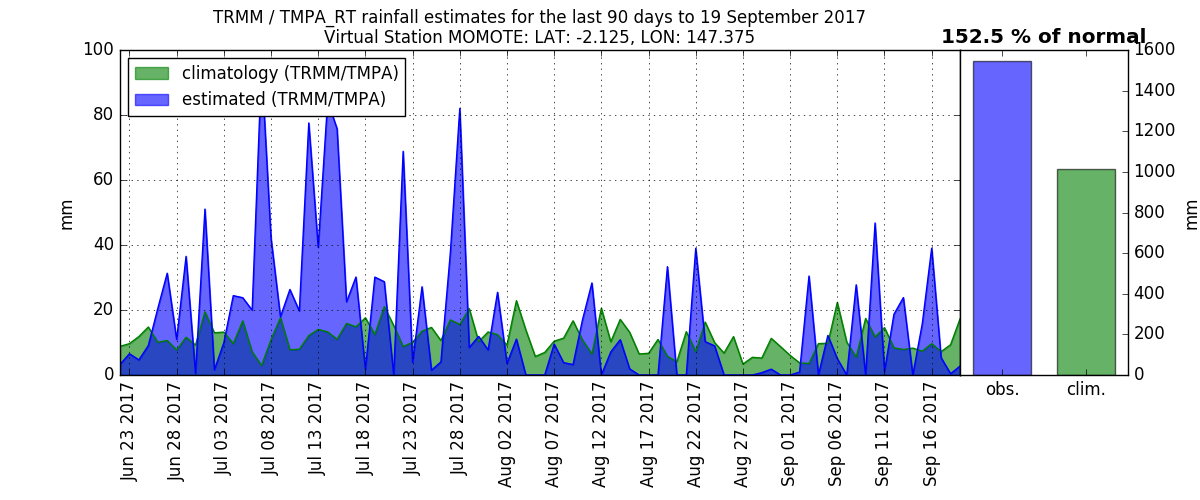 TRMM / TMPA_RT rainfall estimates for the last 90 days to 19 September 2017
Virtual Station MOMOTE: LAT: -2.125, LON: 147.375
152.5 % of normal
climatology (TRMM/TMPA)
estimated (TRMM/TMPA)
100
80
60
40
20
0
mm
Jun 23 2017
Jun 28 2017
Jul 03 2017
Jul 08 2017
Jul 13 2017
Jul 18 2017
Jul 23 2017
Jul 28 2017
Aug 02 2017
Aug 07 2017
Aug 12 2017
Aug 17 2017
Aug 22 2017
Aug 27 2017
Sep 01 2017
Sep 06 2017
Sep 11 2017
Sep 16 2017
obs.
clim.
1600
1400
1200
1000
800
600
400
200
0
mm